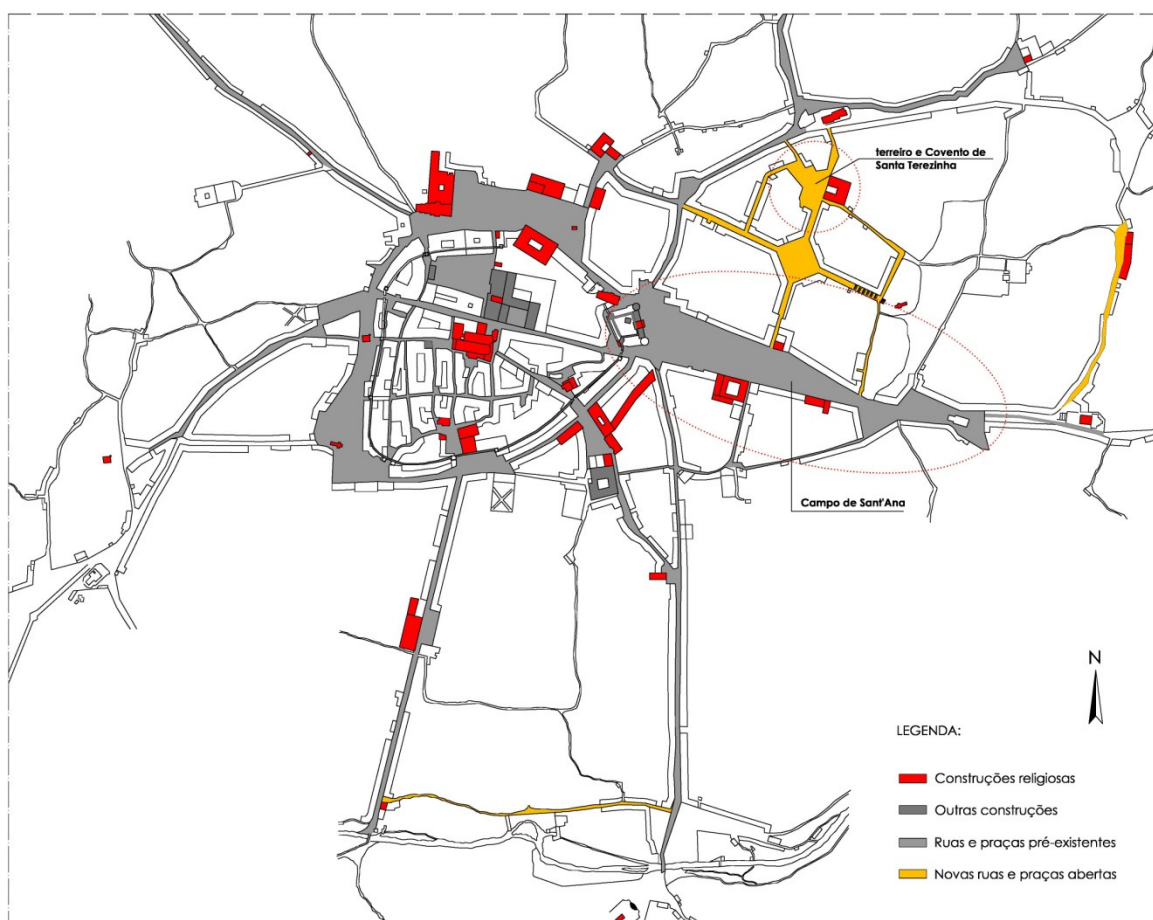 terreiro e Covento de
Santa Terezinha
Campo de Sant'Ana
N
LEGENDA:
Construções religiosas
Outras construções
Ruas e praças pré-existentes
Novas ruas e praças abertas